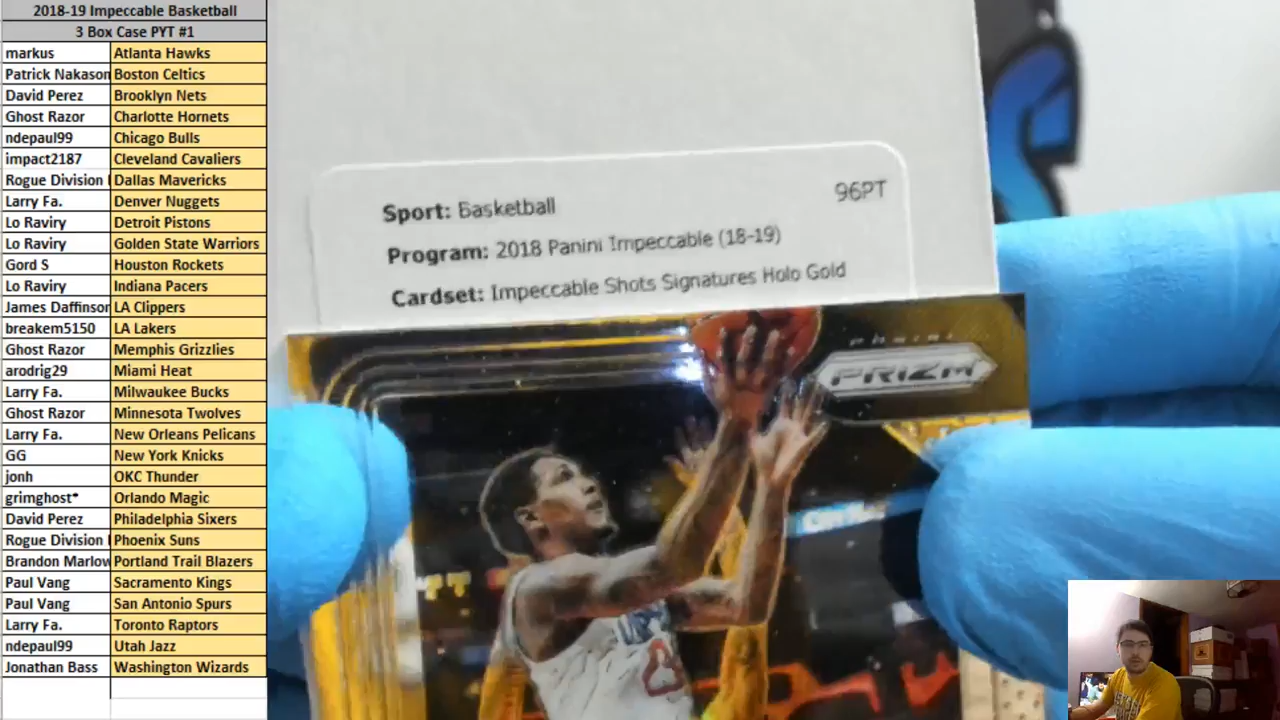 2018-19 Impeccable Basketball
3 Box Case PYT #1
markus Atlanta Hawks
Patrick Nakason Boston Celtics
David Perez Brooklyn Nets
Ghost Razor Charlotte Hornets
ndepaul99 Chicago Bulls
impact2187 Cleveland Cavaliers
Rogue Division Dallas Mavericks
Larry Fa. Denver Nuggets
Lo Raviry Detroit Pistons
Lo Raviry Golden State Warriors
Gord S Houston Rockets
Lo Raviry Indiana Pacers
James Daffinson LA Clippers
breakem5150 LA Lakers
Ghost Razor Memphis Grizzlies
arodrig29 Miami Heat
Larry Fa. Milwaukee Bucks
Ghost Razor Minnesota Twolves
Larry Fa. New Orleans Pelicans
GG New York Knicks
jonh OKC Thunder
grimghost* Orlando Magic
David Perez Philadelphia Sixers
Rogue Division Phoenix Suns
Brandon Marlow Portland Trail Blazers
Paul Vang Sacramento Kings
Paul Vang San Antonio Spurs
Larry Fa. Toronto Raptors
ndepaul99 Utah Jazz
Jonathan Bass Washington Wizards
Sport: Basketball 96PT
Program: 2018 Panini Impeccable (18-19)
Cardset: Impeccable Shots Signatures Holo Gold
PANINI
PRIZM